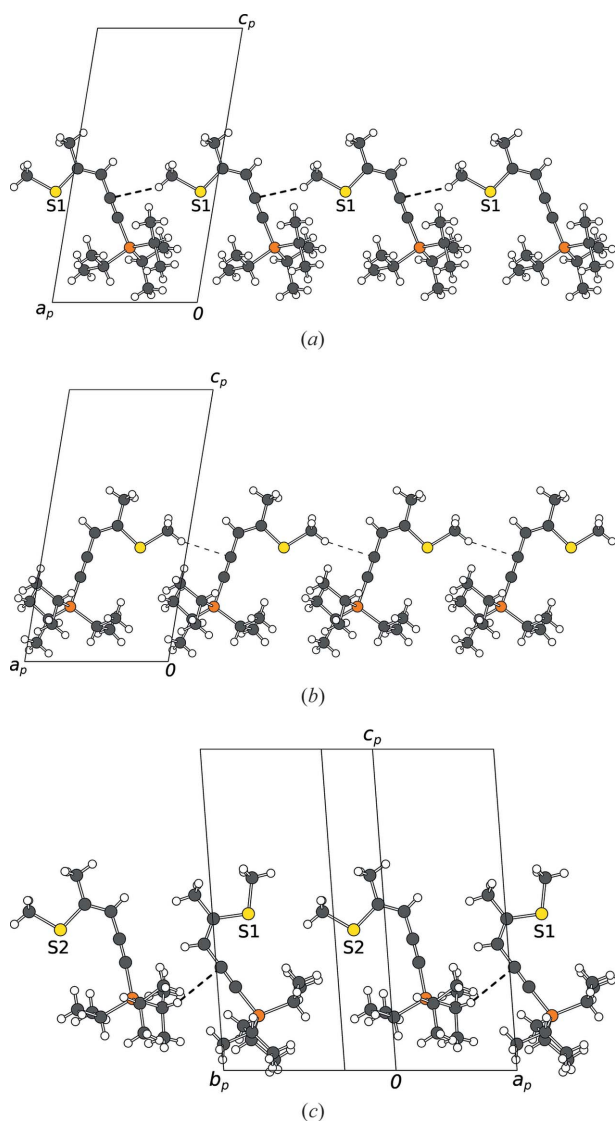 c_p
S1 S1 S1 S1
a_p 0
(a)
c_p
a_p 0
(b)
c_p
S2 S1 S2 S1
b_p 0 a_p
(c)